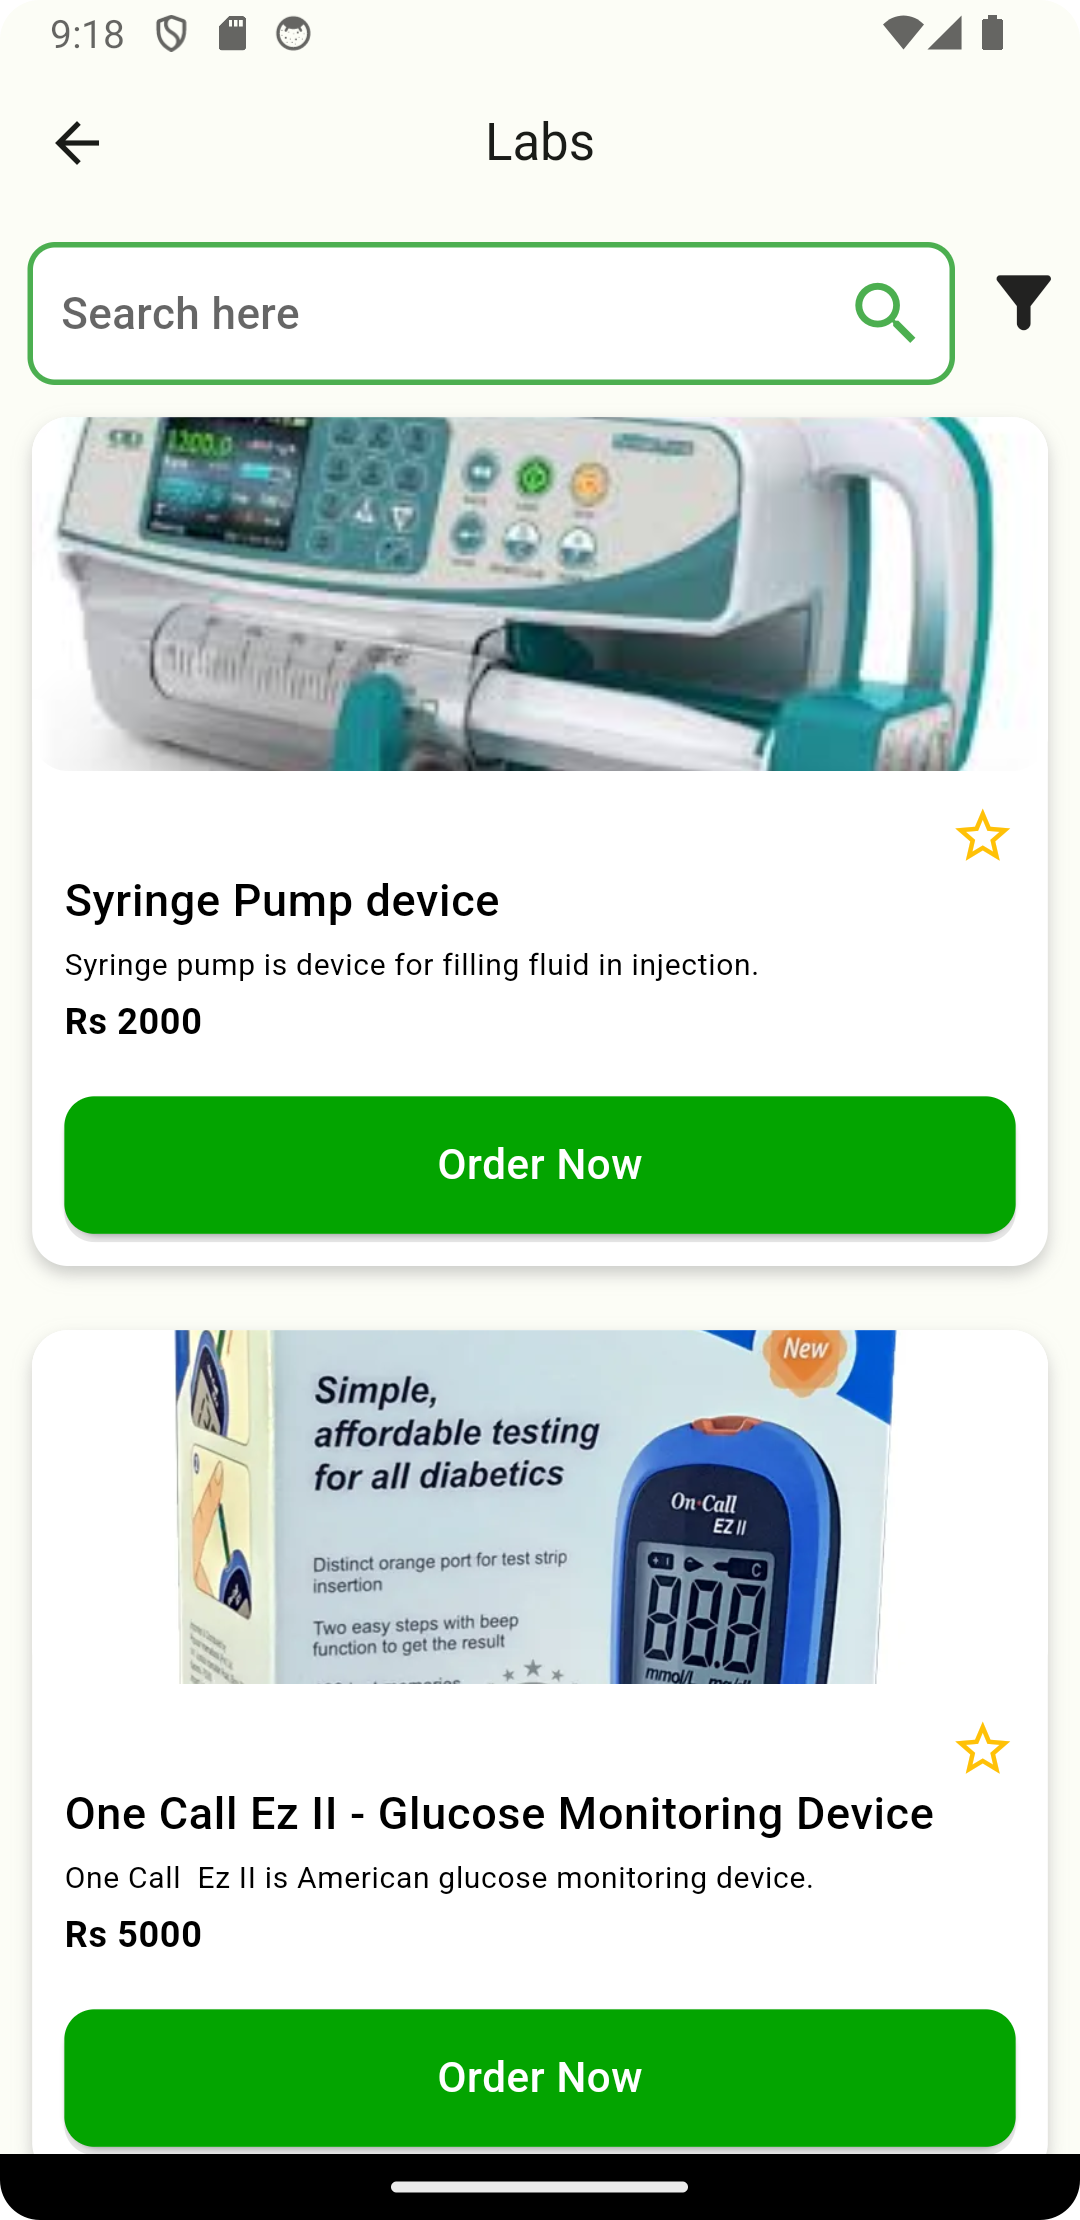 9:18
Labs
Search here
1200.0
Syringe Pump device
Syringe pump is device for filling fluid in injection.
Rs 2000
Order Now
New
Simple,
affordable testing
for all diabetics
On Call
EZ II
C
Distinct orange port for test strip
insertion
Two easy steps with beep
function to get the result
88.8
mmol/L
One Call Ez II - Glucose Monitoring Device
One Call  Ez II is American glucose monitoring device.
Rs 5000
Order Now